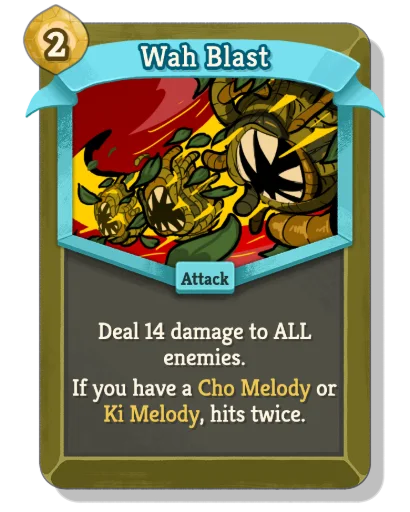 2
Wah Blast
Attack
Deal 14 damage to ALL
enemies.
If you have a Cho Melody or
Ki Melody, hits twice.